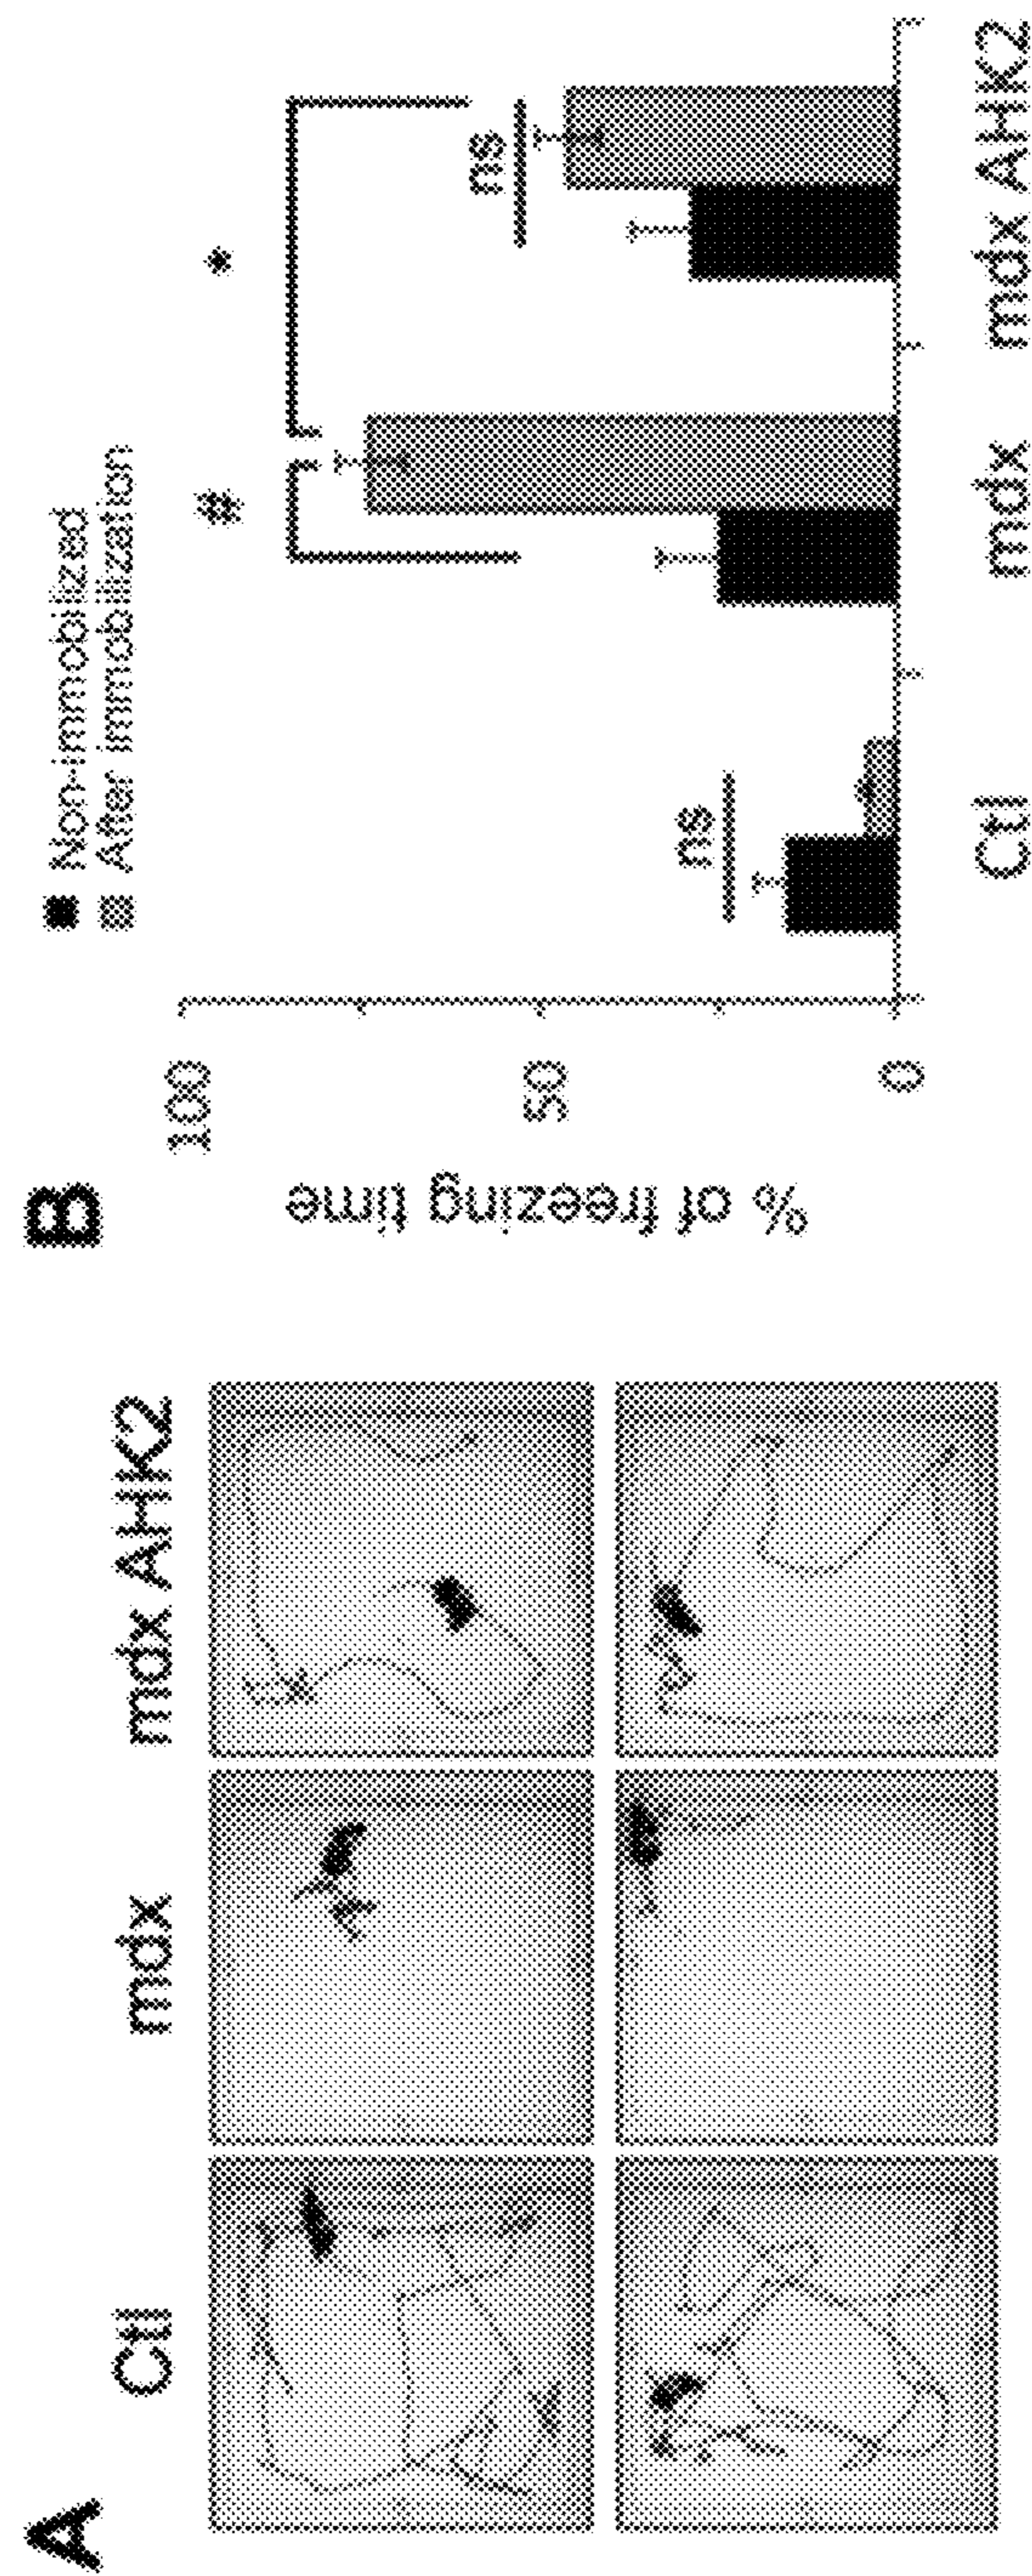 A
Ctl mdx mdx AHK2
B
Non-immobilized
After immobilization
% of freezing time
100
50
0
ns
#
*
ns
Ctl mdx mdx AHK2